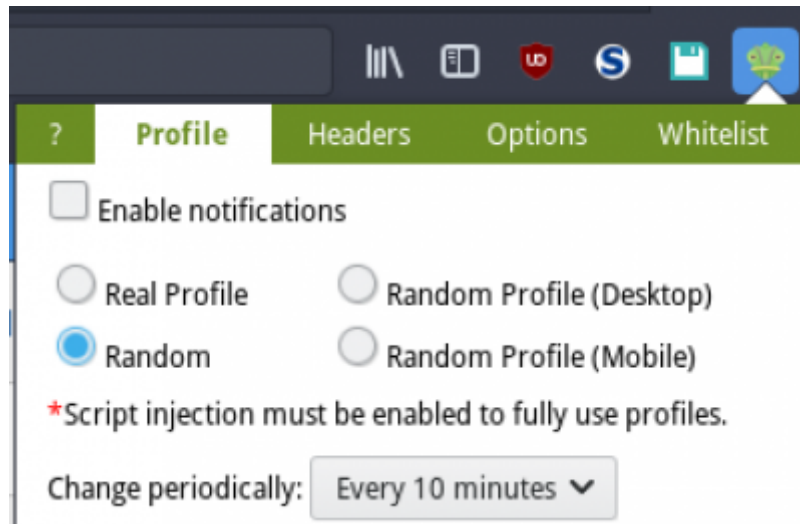 UD
S
? Profile Headers Options Whitelist
Enable notifications
Real Profile Random Profile (Desktop)
Random Random Profile (Mobile)
*Script injection must be enabled to fully use profiles.
Change periodically: Every 10 minutes